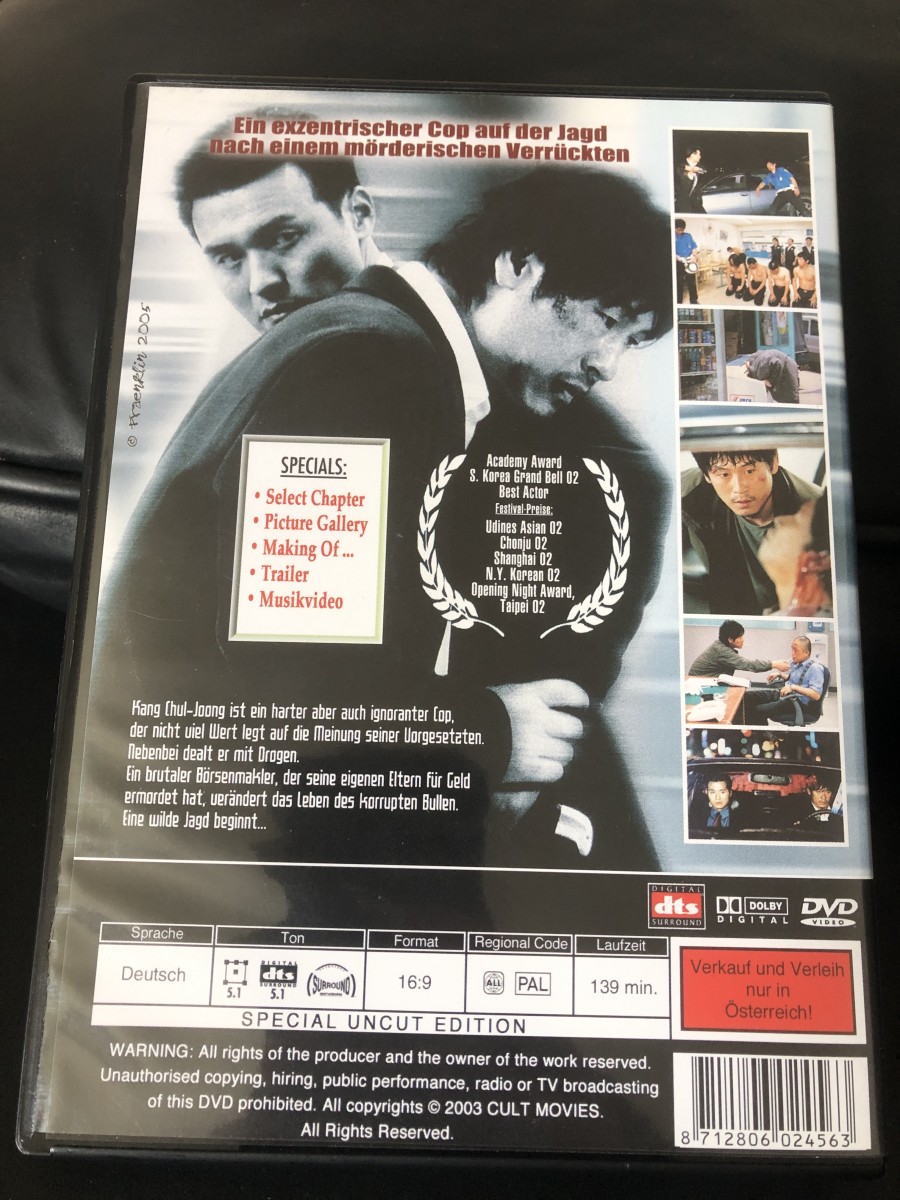 Ein exzentrischer Cop auf der Jagd
nach einem mörderischen Verrückten
© Fraenklin 2005
SPECIALS:
• Select Chapter
• Picture Gallery
• Making Of ...
• Trailer
• Musikvideo
Academy Award
S. Korea Grand Bell 02
Best Actor
Festival-Preise:
Udines Asian 02
Chonju 02
Shanghai 02
N.Y. Korean 02
Opening Night Award,
Taipei 02
Kang Chul-Joong ist ein harter aber auch ignoranter Cop,
der nicht viel Wert legt auf die Meinung seiner Vorgesetzten.
Nebenbei dealt er mit Drogen.
Ein brutaler Börsenmakler, der seine eigenen Eltern für Geld
ermordet hat, verändert das Leben des korrupten Bullen.
Eine wilde Jagd beginnt...
DIGITAL
dts
SURROUND
DOLBY
DIGITAL
DVD
VIDEO
Sprache
Ton
Format
Regional Code
Laufzeit
Deutsch
5.1
DIGITAL
dts
SURROUND
5.1
SURROUND
16:9
ALL
PAL
139 min.
SPECIAL UNCUT EDITION
Verkauf und Verleih
nur in
Österreich!
WARNING: All rights of the producer and the owner of the work reserved.
Unauthorised copying, hiring, public performance, radio or TV broadcasting
of this DVD prohibited. All copyrights © 2003 CULT MOVIES.
All Rights Reserved.
8 712806 024563